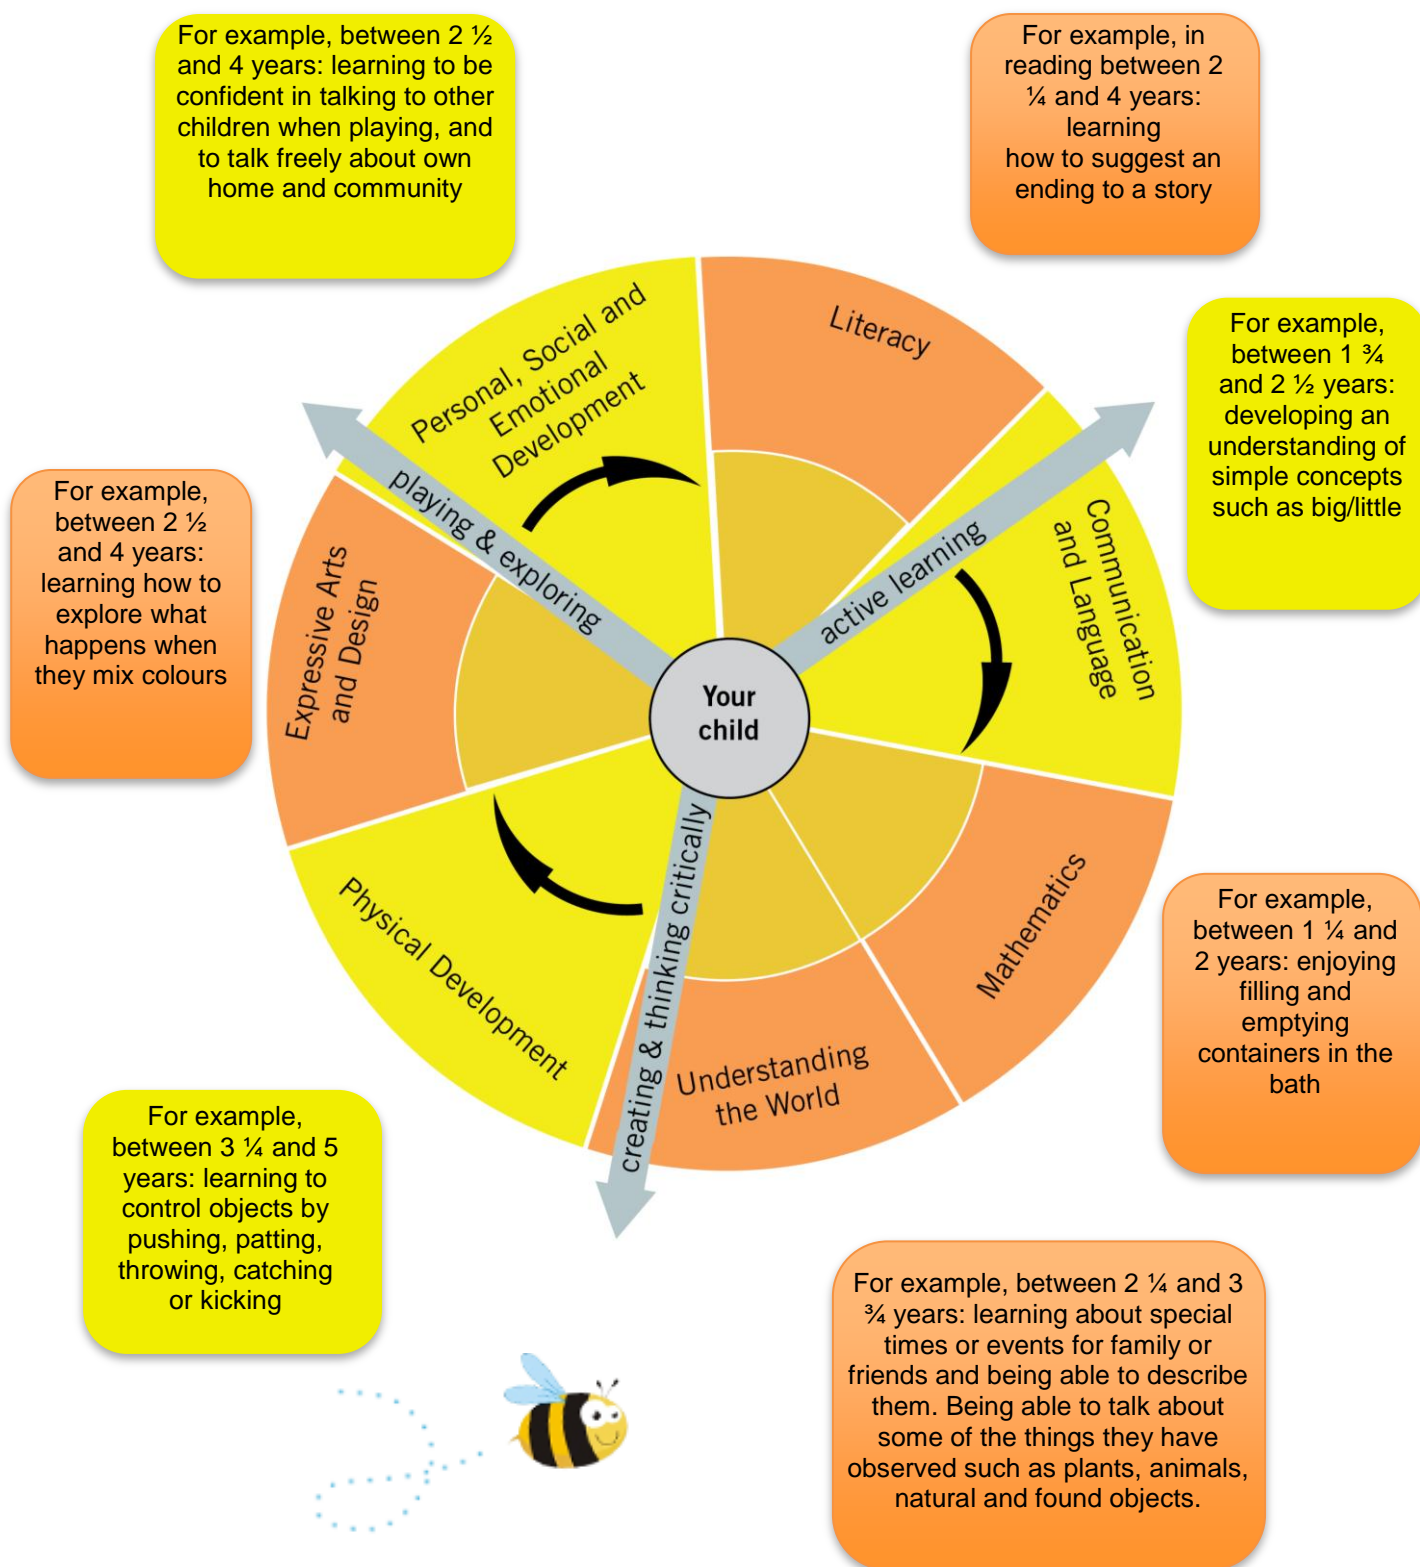 For example, between 2 ½
and 4 years: learning to be
confident in talking to other
children when playing, and
to talk freely about own
home and community
For example, in
reading between 2
¼ and 4 years:
learning
how to suggest an
ending to a story
For example,
between 1 ¾
and 2 ½ years:
developing an
understanding of
simple concepts
such as big/little
For example,
between 2 ½
and 4 years:
learning how to
explore what
happens when
they mix colours
Personal, Social and
Emotional
Development
Literacy
Communication
and Language
playing & exploring
active learning
Expressive Arts
and Design
Your
child
creating & thinking critically
Physical Development
Mathematics
Understanding
the World
For example,
between 1 ¼ and
2 years: enjoying
filling and
emptying
containers in the
bath
For example,
between 3 ¼ and 5
years: learning to
control objects by
pushing, patting,
throwing, catching
or kicking
For example, between 2 ¼ and 3
¾ years: learning about special
times or events for family or
friends and being able to describe
them. Being able to talk about
some of the things they have
observed such as plants, animals,
natural and found objects.